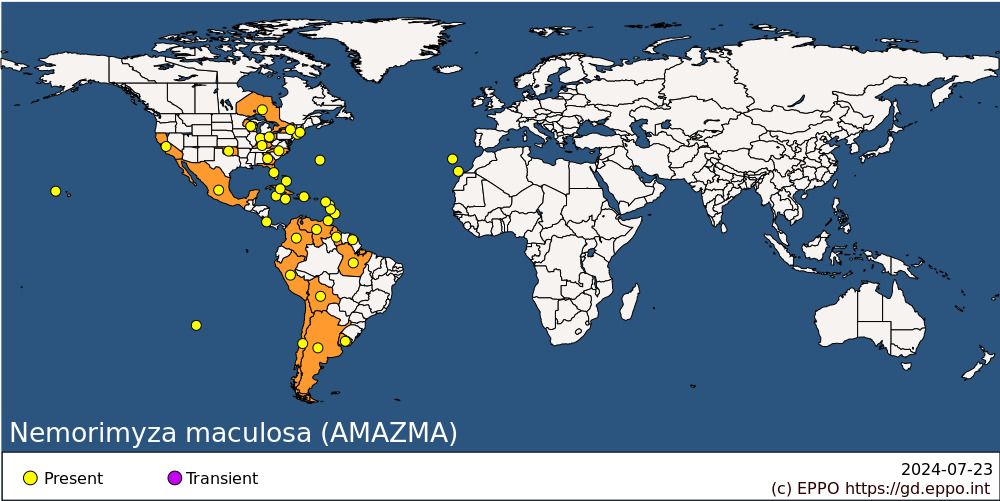 Nemorimyza maculosa (AMAZMA)
Present
Transient
2024-07-23
(c) EPPO https://gd.eppo.int